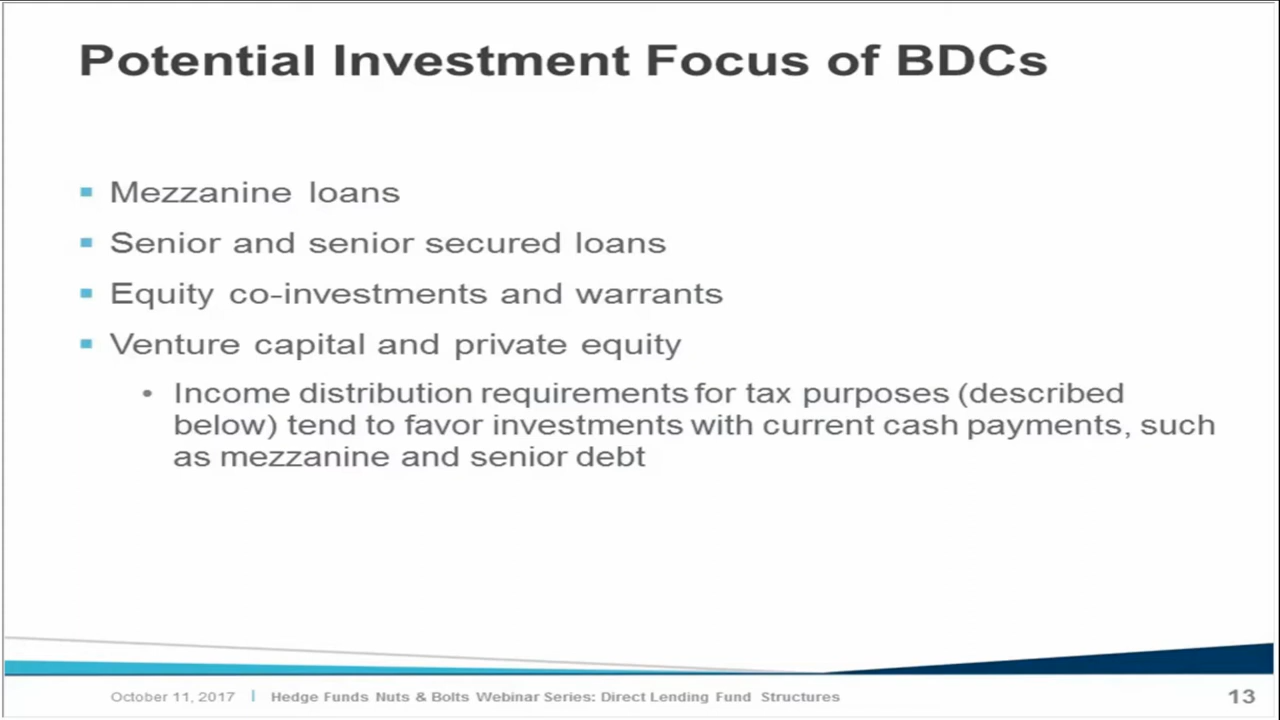 Potential Investment Focus of BDCs
▪ Mezzanine loans
▪ Senior and senior secured loans
▪ Equity co-investments and warrants
▪ Venture capital and private equity
• Income distribution requirements for tax purposes (described
below) tend to favor investments with current cash payments, such
as mezzanine and senior debt
October 11, 2017 | Hedge Funds Nuts & Bolts Webinar Series: Direct Lending Fund Structures
13